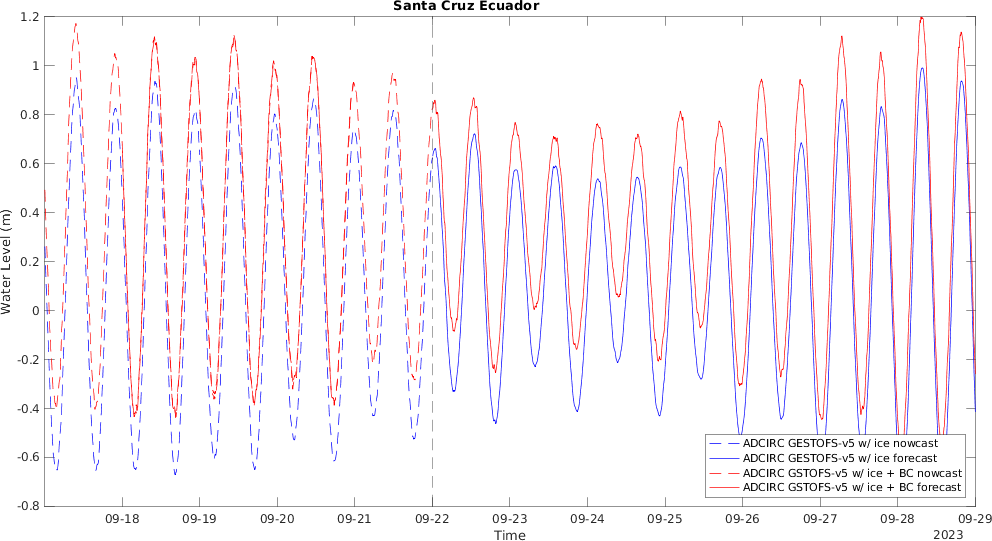 Santa Cruz Ecuador
1.2
1
0.8
0.6
0.4
0.2
0
-0.2
-0.4
-0.6
-0.8
Water Level (m)
ADCIRC GESTOFS-v5 w/ ice nowcast
ADCIRC GESTOFS-v5 w/ ice forecast
ADCIRC GSTOFS-v5 w/ ice + BC nowcast
ADCIRC GSTOFS-v5 w/ ice + BC forecast
09-18 09-19 09-20 09-21 09-22 09-23 09-24 09-25 09-26 09-27 09-28 09-29
Time
2023